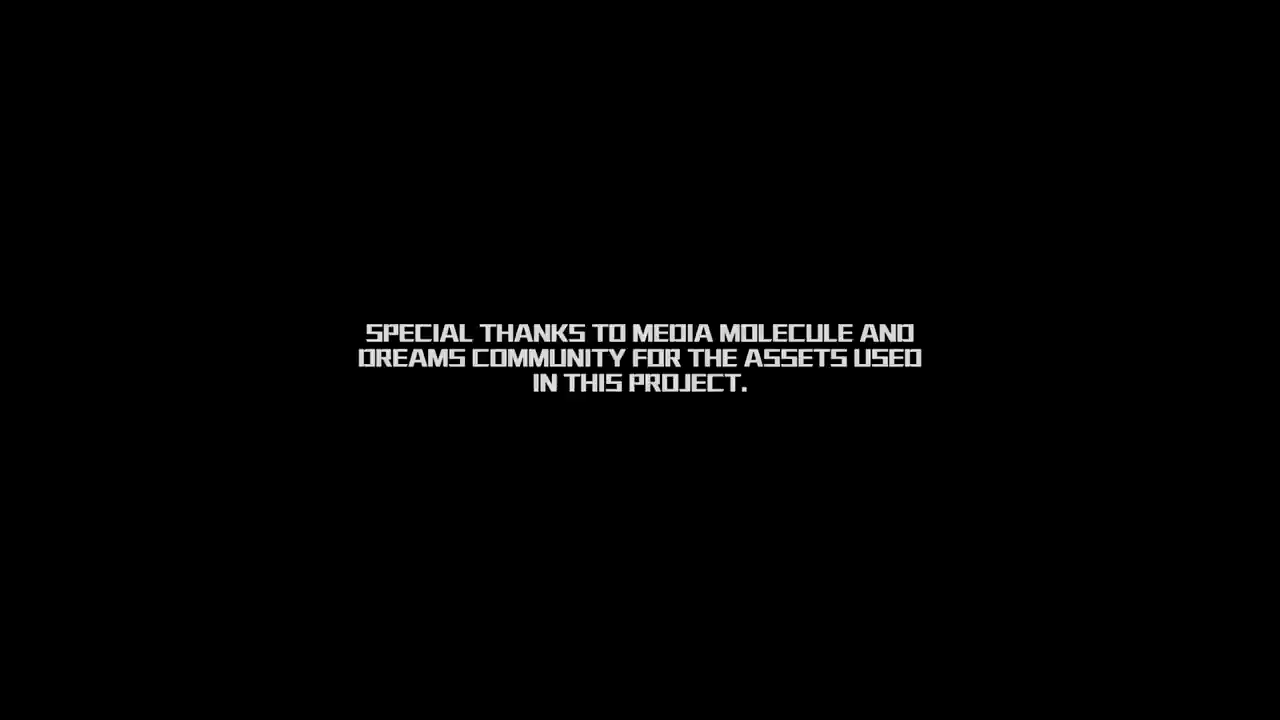 SPECIAL THANKS TO MEDIA MOLECULE AND
DREAMS COMMUNITY FOR THE ASSETS USED
IN THIS PROJECT.